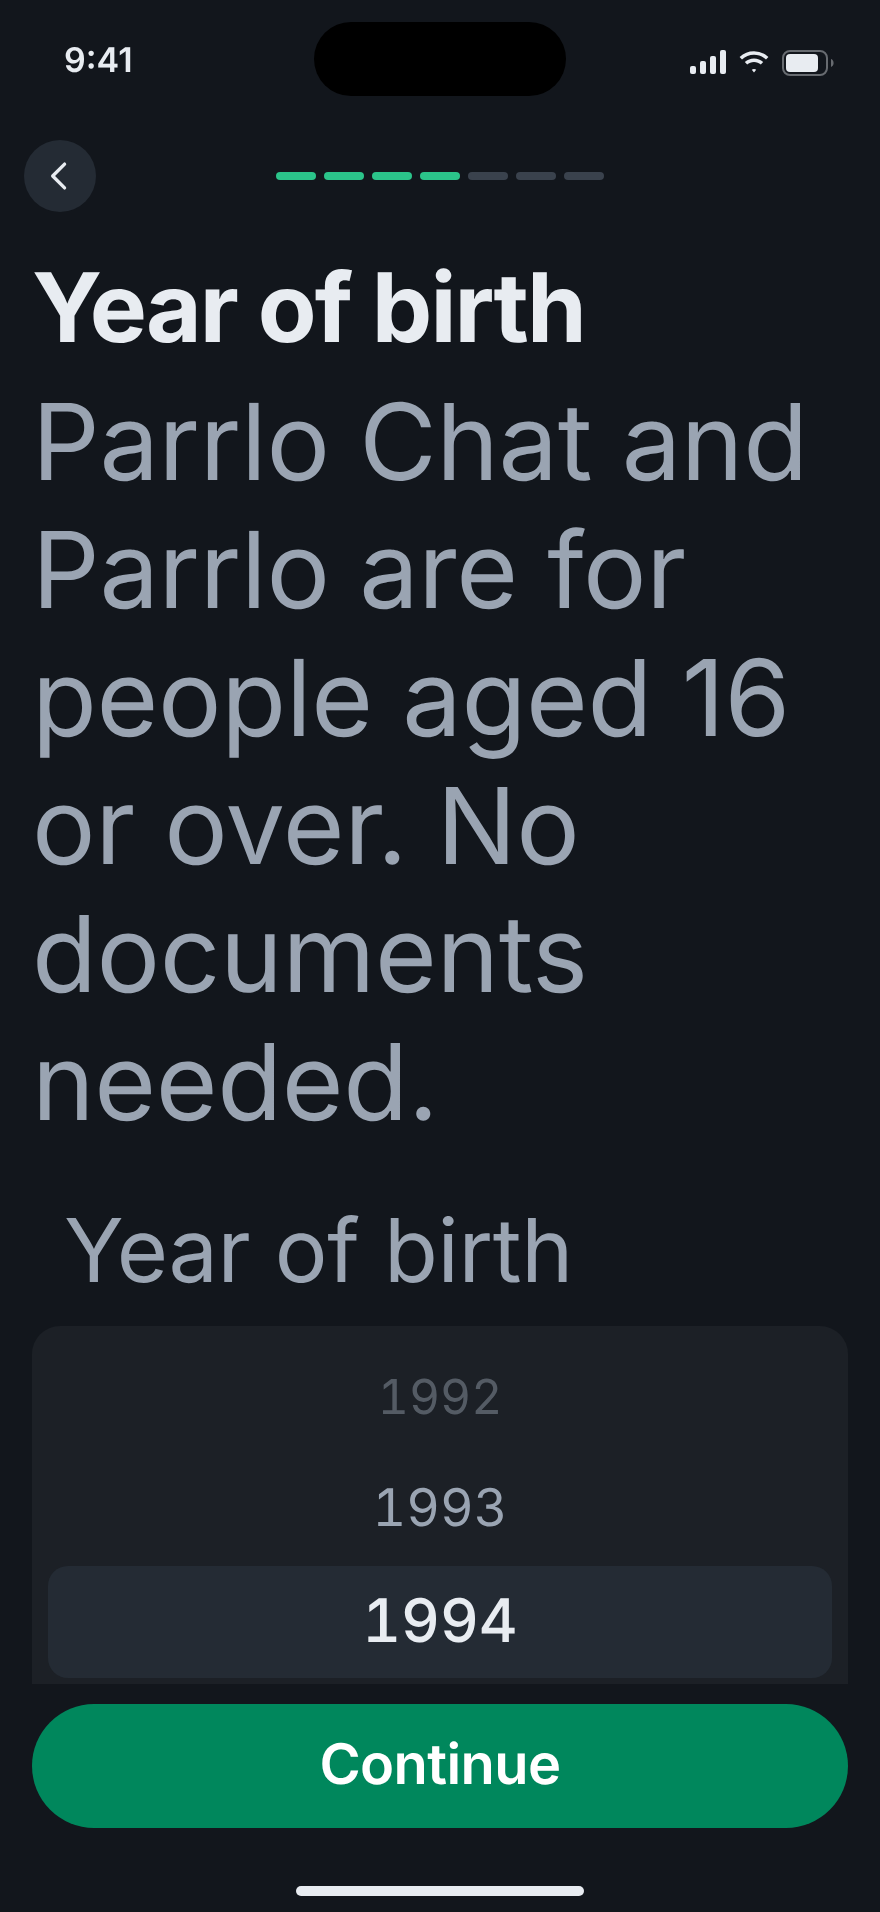 9:41
Year of birth
Parrlo Chat and
Parrlo are for
people aged 16
or over. No
documents
needed.
Year of birth
1992
1993
1994
Continue